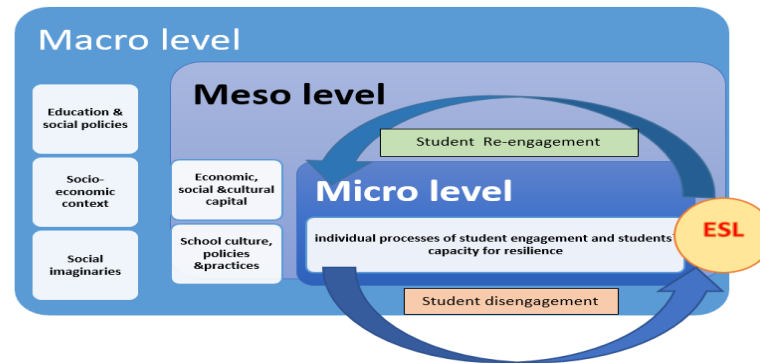 Macro level
Education &
social policies
Socio-
economic
context
Social
imaginaries
Meso level
Economic,
social &cultural
capital
School culture,
policies
&practices
Student  Re-engagement
Micro level
individual processes of student engagement and students'
capacity for resilience
ESL
Student disengagement